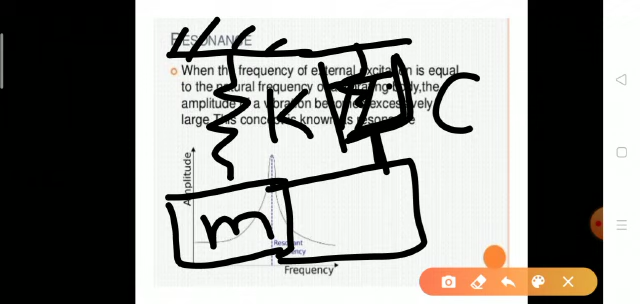 RESONANCE
When the frequency of external excitation is equal
to the natural frequency of a vibrating body,the
amplitude of a vibration becomes excessively
large.This concept is known as resonance
K
C
m
Amplitude
Resonant
Frequency
Frequency